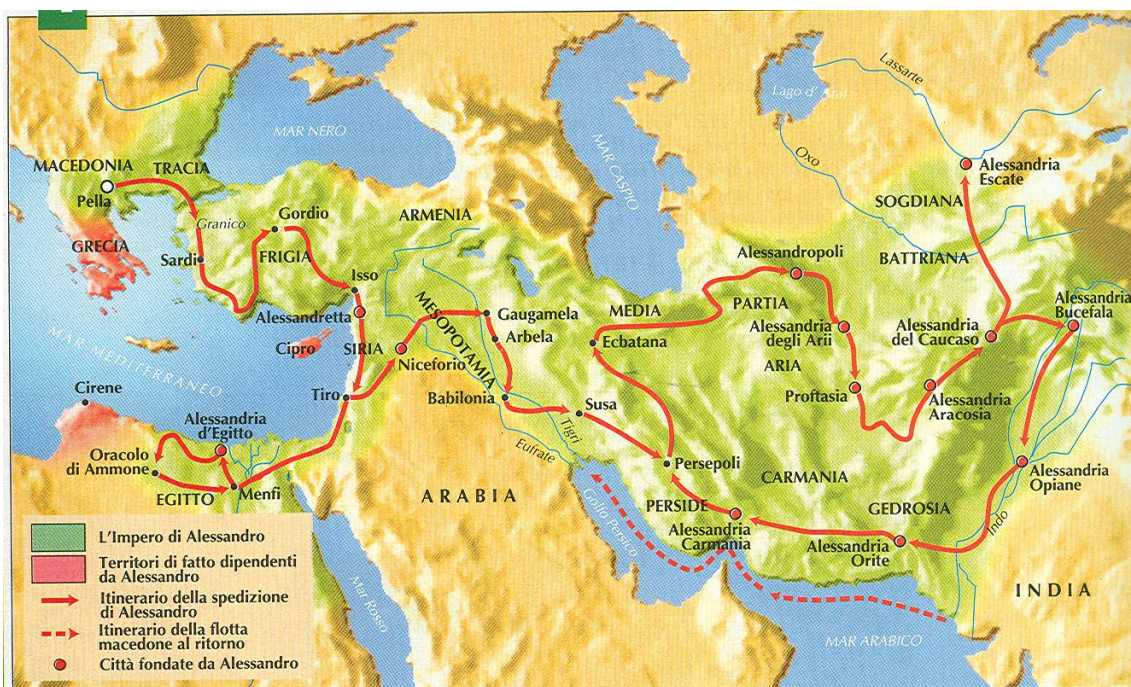 MAR NERO
MACEDONIA
TRACIA
Pella
Granico
Gordio
GRECIA
FRIGIA
Sardi
ARMENIA
MAR CASPIO
Lago d'Aral
Iassarte
Oxo
Alessandria
Escate
SOGDIANA
BATTRIANA
Isso
Alessandretta
Cipro
SIRIA
MESOPOTAMIA
Gaugamela
Arbela
Niceforio
MEDIA
Ecbatana
Alessandropoli
PARTIA
Alessandria
degli Arii
ARIA
Proftasia
Alessandria
del Caucaso
Alessandria
Bucefala
Alessandria
Aracosia
MAR MEDITERRANEO
Cirene
Tiro
Babilonia
Susa
Tigri
Eufrate
Alessandria
d'Egitto
Oracolo
di Ammone
EGITTO
Menfi
ARABIA
Persepoli
PERSIDE
CARMANIA
GEDROSIA
Alessandria
Carmania
Alessandria
Orite
Alessandria
Opiane
Indo
INDIA
Golfo Persico
Mar Rosso
MAR ARABICO
L'Impero di Alessandro
Territori di fatto dipendenti
da Alessandro
Itinerario della spedizione
di Alessandro
Itinerario della flotta
macedone al ritorno
Città fondate da Alessandro